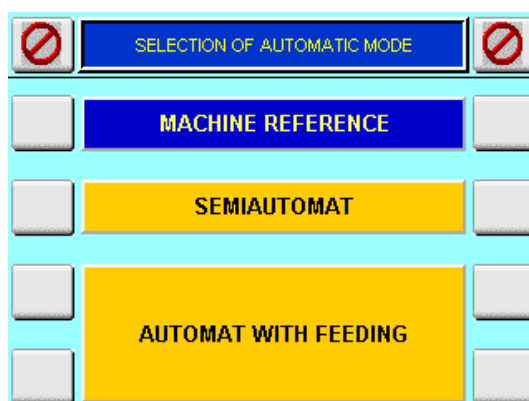 SELECTION OF AUTOMATIC MODE
MACHINE REFERENCE
SEMIAUTOMAT
AUTOMAT WITH FEEDING